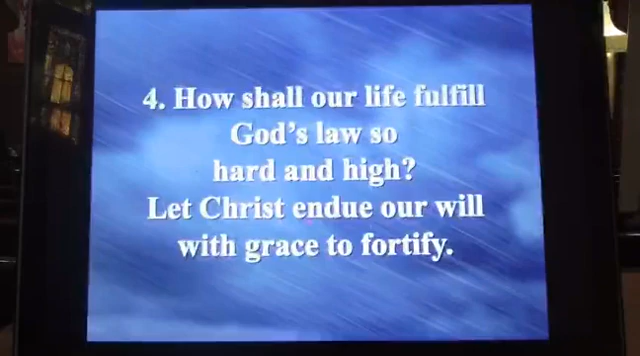 4. How shall our life fulfill
God's law so
hard and high?
Let Christ endue our will
with grace to fortify.